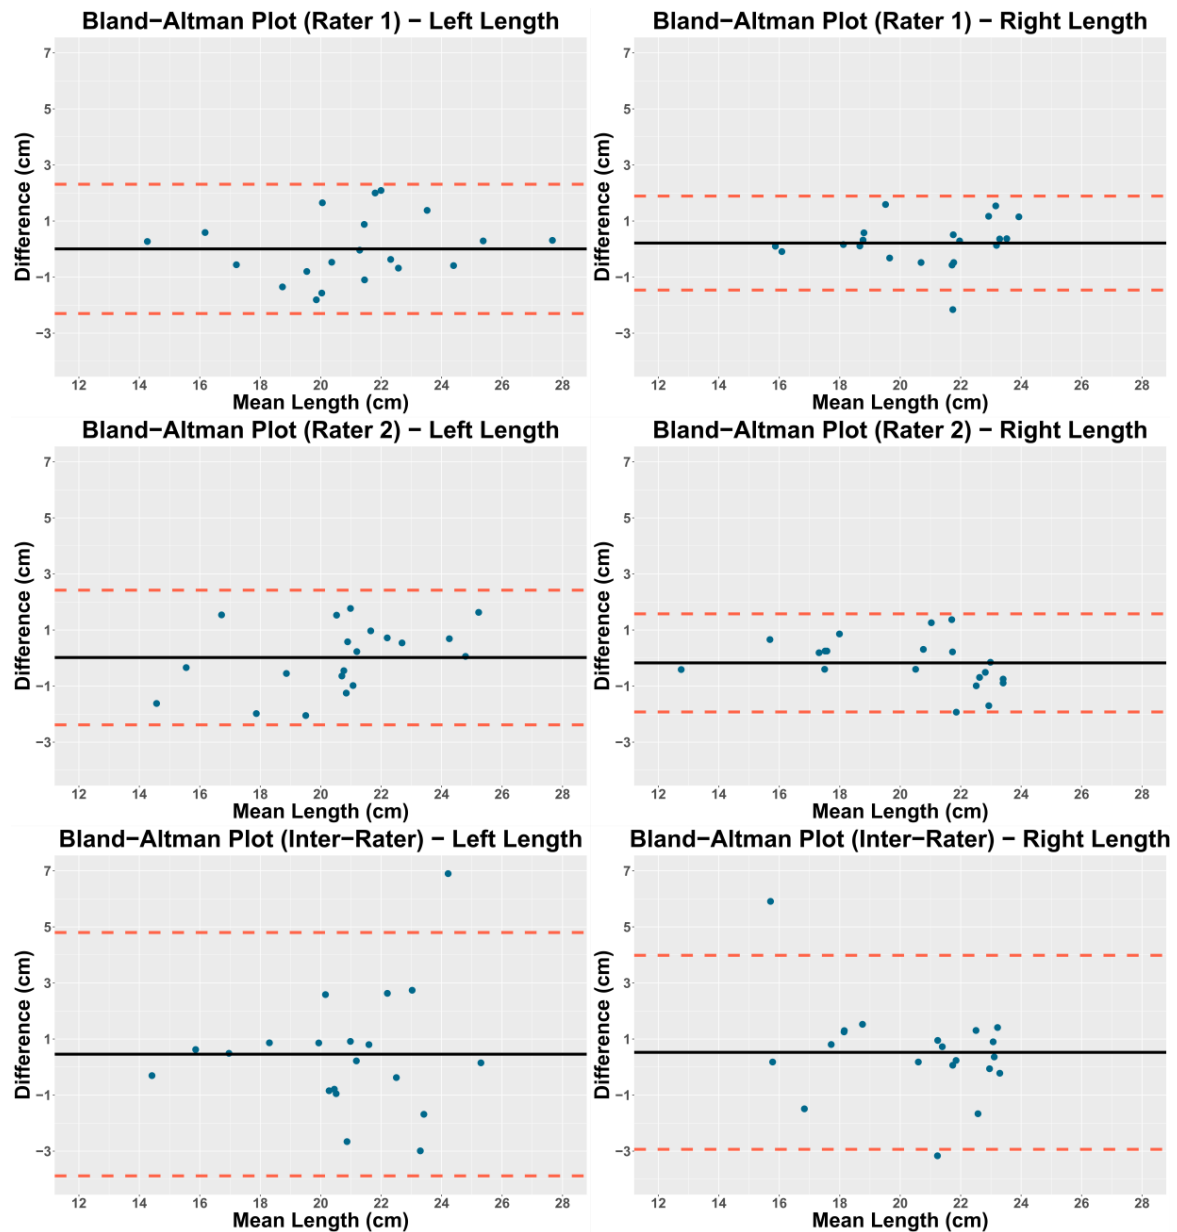 Bland−Altman Plot (Rater 1) − Left Length
Difference (cm)
7
5
3
1
−1
−3
12 14 16 18 20 22 24 26 28
Mean Length (cm)
Bland−Altman Plot (Rater 1) − Right Length
Difference (cm)
7
5
3
1
−1
−3
12 14 16 18 20 22 24 26 28
Mean Length (cm)
Bland−Altman Plot (Rater 2) − Left Length
Difference (cm)
7
5
3
1
−1
−3
12 14 16 18 20 22 24 26 28
Mean Length (cm)
Bland−Altman Plot (Rater 2) − Right Length
Difference (cm)
7
5
3
1
−1
−3
12 14 16 18 20 22 24 26 28
Mean Length (cm)
Bland−Altman Plot (Inter−Rater) − Left Length
Difference (cm)
7
5
3
1
−1
−3
12 14 16 18 20 22 24 26 28
Mean Length (cm)
Bland−Altman Plot (Inter−Rater) − Right Length
Difference (cm)
7
5
3
1
−1
−3
12 14 16 18 20 22 24 26 28
Mean Length (cm)